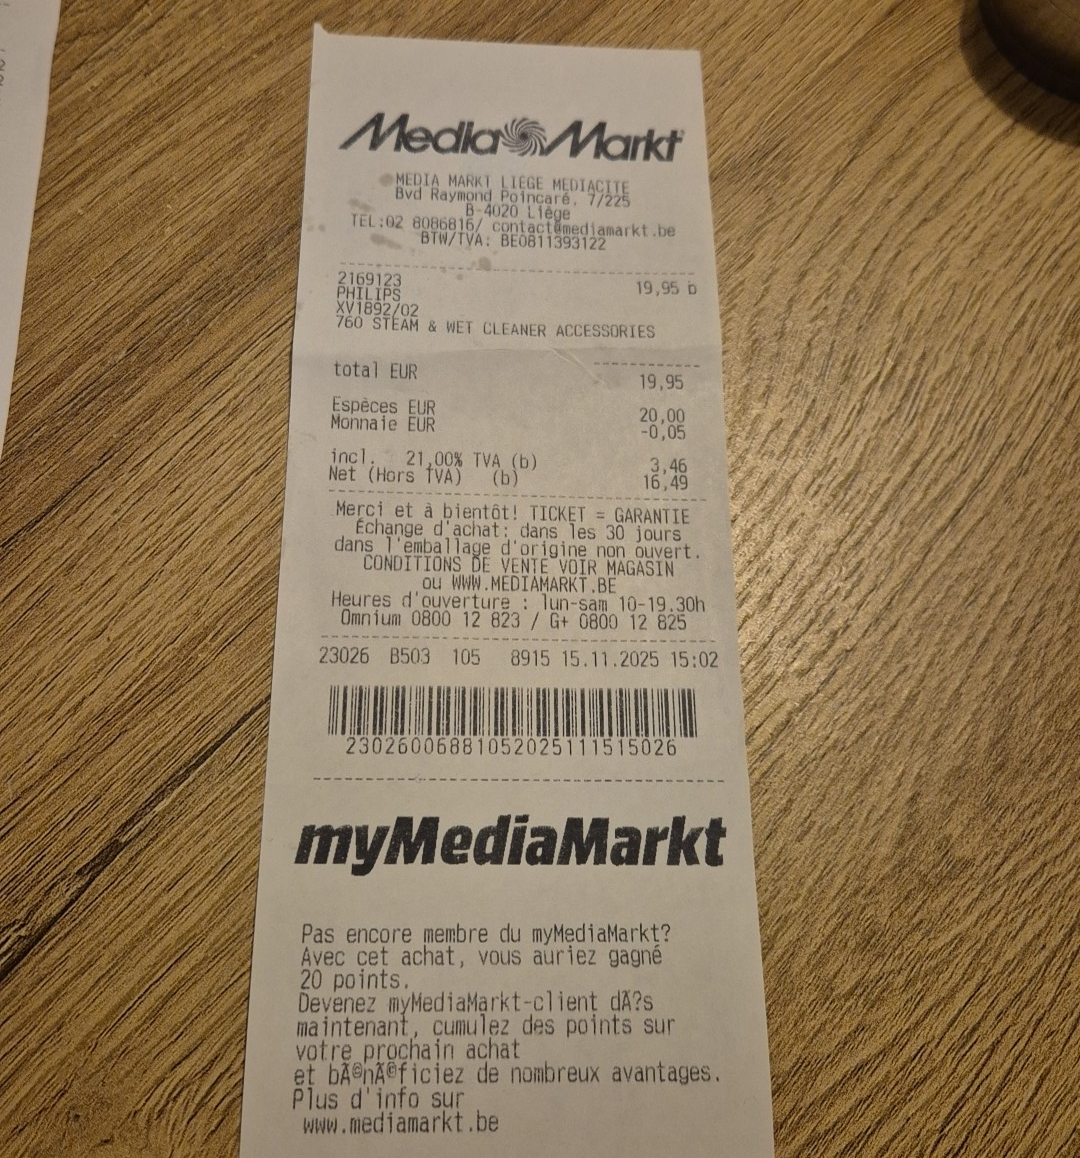 Media Markt
MEDIA MARKT LIEGE MEDIACITE
Bvd Raymond Poincaré, 7/225
B-4020 Liège
TEL:02 8086816/ contact@mediamarkt.be
BTW/TVA: BE0811393122
2169123 19,95 b
PHILIPS
XV1892/02
760 STEAM & WET CLEANER ACCESSORIES
total EUR 19,95
Espèces EUR 20,00
Monnaie EUR -0,05
incl. 21,00% TVA (b) 3,46
Net (Hors TVA) (b) 16,49
Merci et à bientôt! TICKET = GARANTIE
Échange d'achat: dans les 30 jours
dans l'emballage d'origine non ouvert.
CONDITIONS DE VENTE VOIR MAGASIN
ou WWW.MEDIAMARKT.BE
Heures d'ouverture : lun-sam 10-19.30h
Omnium 0800 12 823 / G+ 0800 12 825
23026 B503 105 8915 15.11.2025 15:02
23026006881052025111515026
myMediaMarkt
Pas encore membre du myMediaMarkt?
Avec cet achat, vous auriez gagné
20 points.
Devenez myMediaMarkt-client dÃ?s
maintenant, cumulez des points sur
votre prochain achat
et bÃ©nÃ©ficiez de nombreux avantages.
Plus d'info sur
www.mediamarkt.be